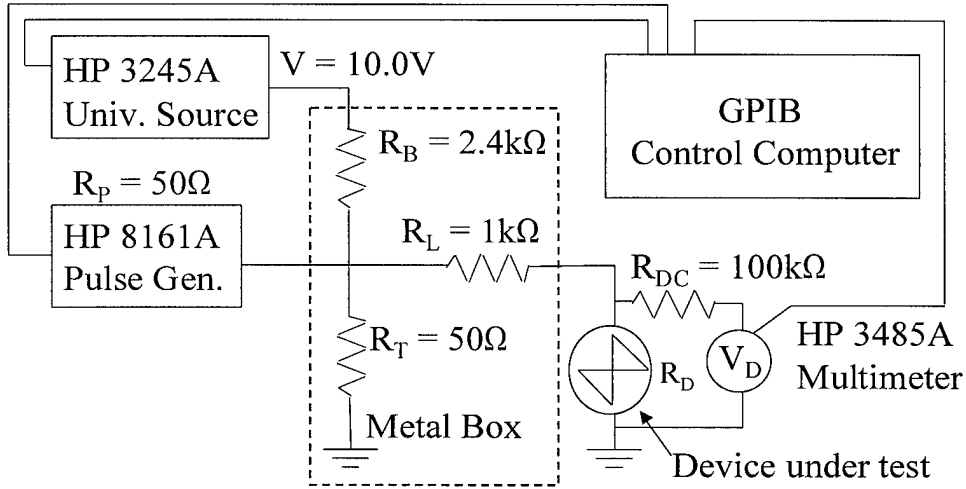 HP 3245A
Univ. Source
V = 10.0V
GPIB
Control Computer
R_B = 2.4kΩ
R_P = 50Ω
HP 8161A
Pulse Gen.
R_L = 1kΩ
R_DC = 100kΩ
R_T = 50Ω
R_D
V_D
HP 3485A
Multimeter
Metal Box
Device under test